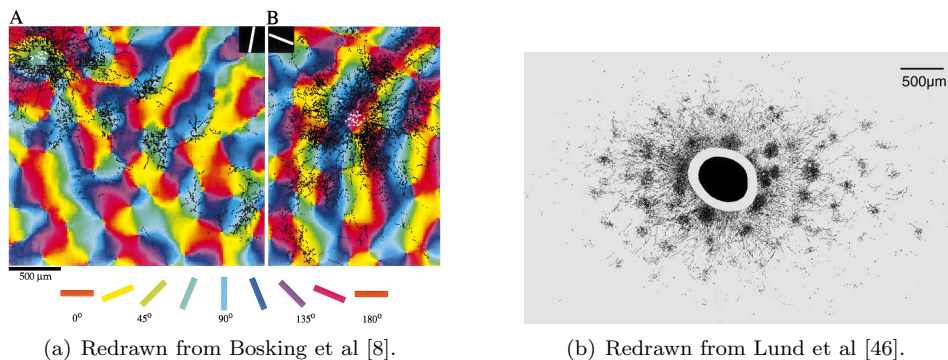 A
B
500µm
500 µm
0°
45°
90°
135°
180°
(a) Redrawn from Bosking et al [8].
(b) Redrawn from Lund et al [46].